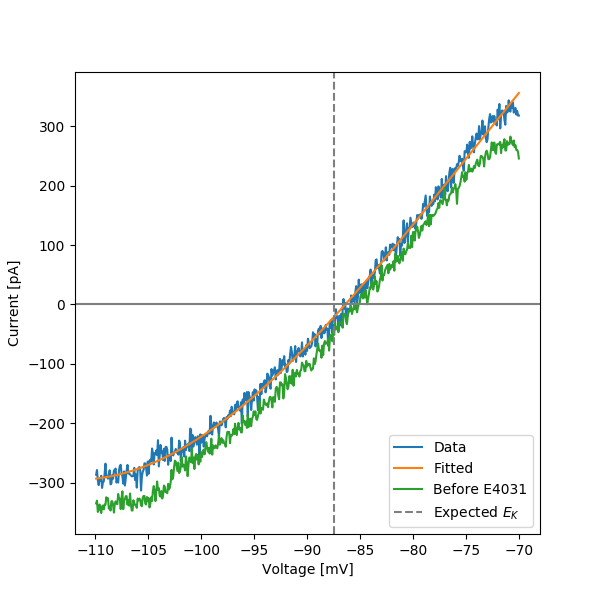 300
200
100
0
−100
−200
−300
Current [pA]
Data
Fitted
Before E4031
Expected E_K
−110 −105 −100 −95 −90 −85 −80 −75 −70
Voltage [mV]